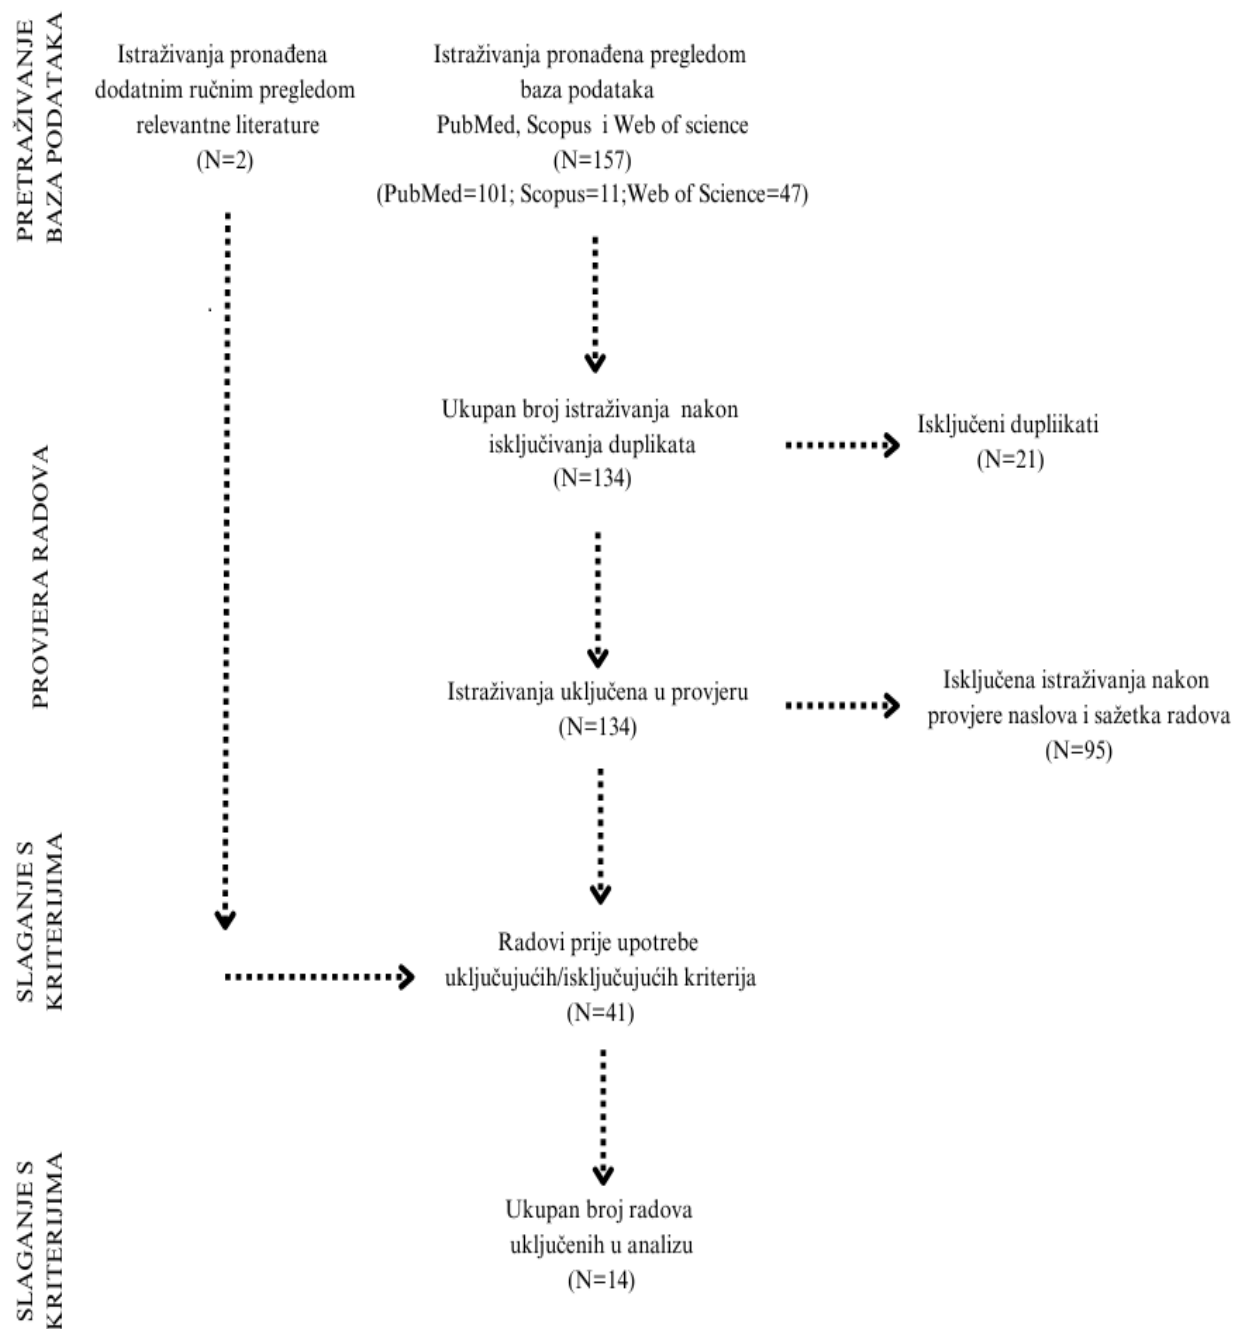 PRETRAŽIVANJE
BAZA PODATAKA
Istraživanja pronađena
dodatnim ručnim pregledom
relevantne literature
(N=2)
Istraživanja pronađena pregledom
baza podataka
PubMed, Scopus i Web of science
(N=157)
(PubMed=101; Scopus=11;Web of Science=47)
PROVJERA RADOVA
Ukupan broj istraživanja nakon
isključivanja duplikata
(N=134)
Isključeni dupliikati
(N=21)
Istraživanja uključena u provjeru
(N=134)
Isključena istraživanja nakon
provjere naslova i sažetka radova
(N=95)
SLAGANJE S
KRITERIJIMA
Radovi prije upotrebe
uključujućih/isključujućih kriterija
(N=41)
SLAGANJE S
KRITERIJIMA
Ukupan broj radova
uključenih u analizu
(N=14)